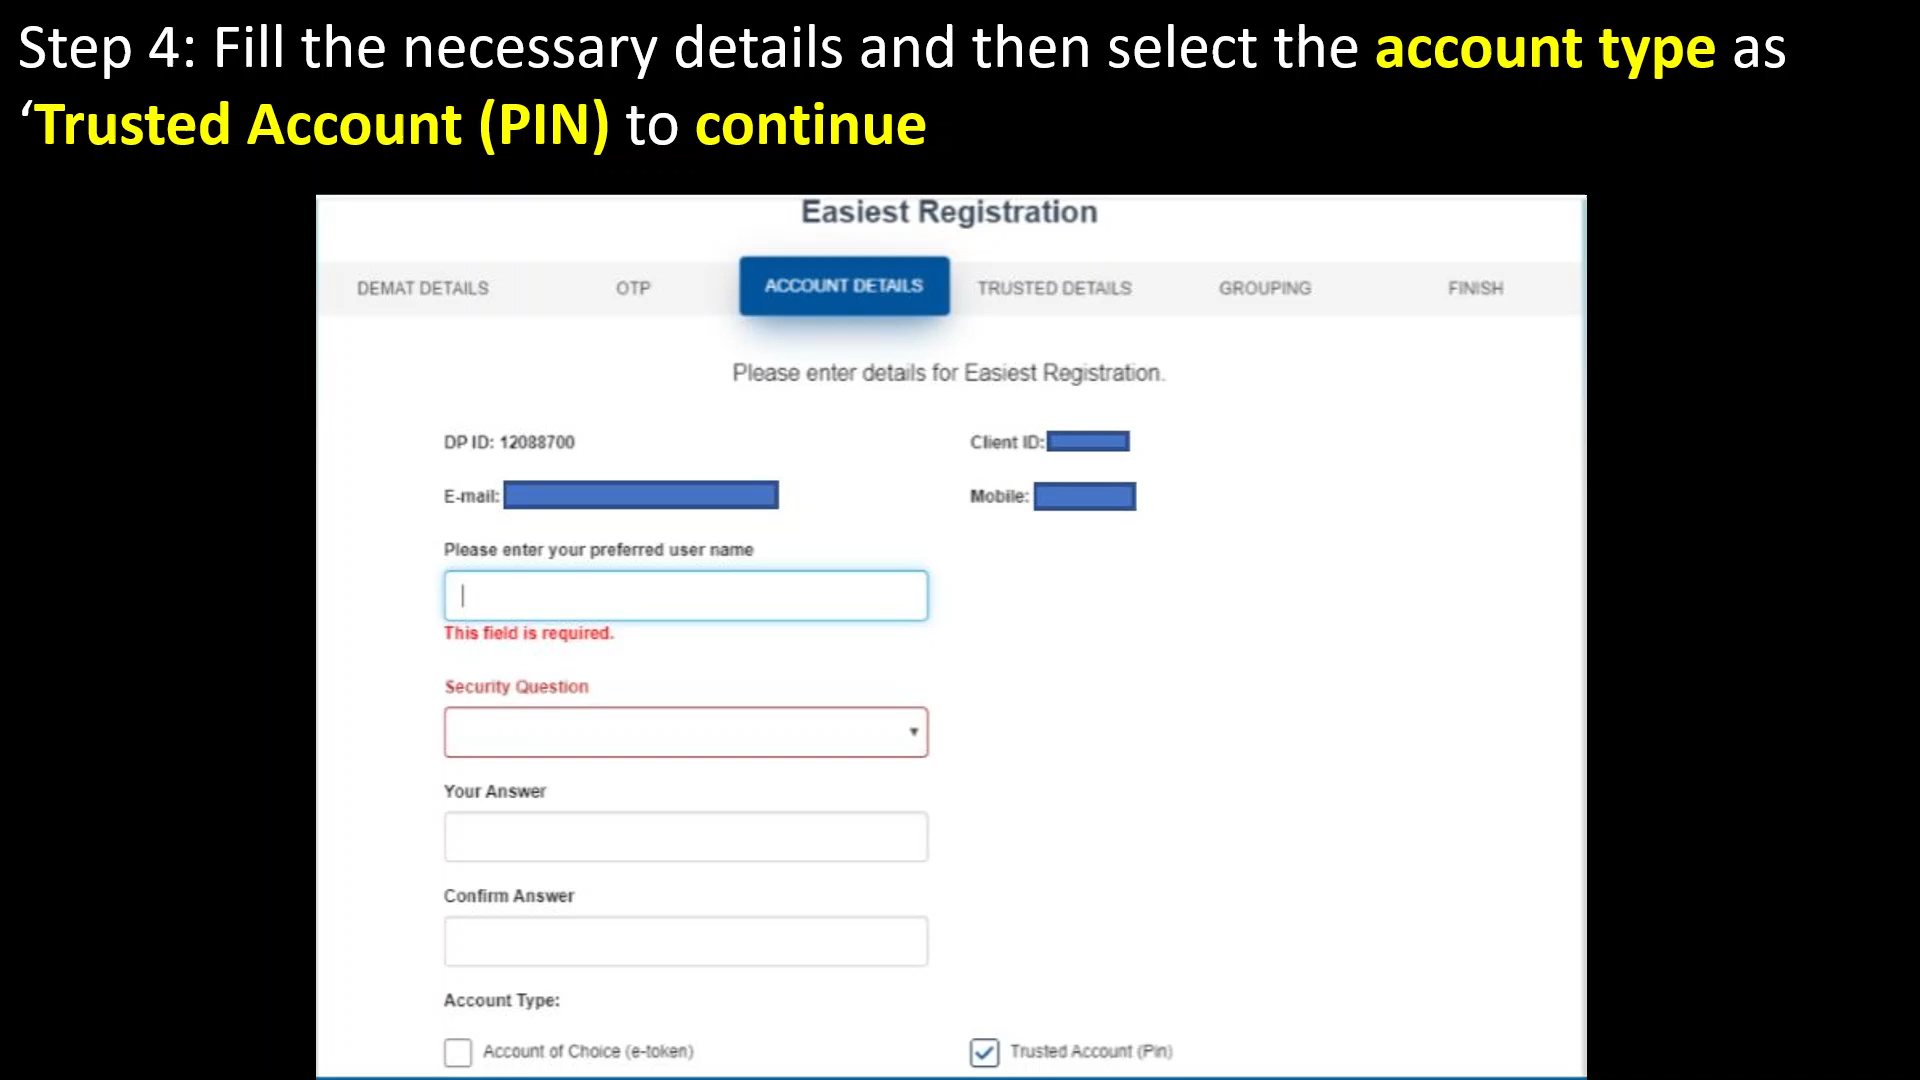 Step 4: Fill the necessary details and then select the account type as
‘Trusted Account (PIN) to continue
Easiest Registration
DEMAT DETAILS OTP ACCOUNT DETAILS TRUSTED DETAILS GROUPING FINISH
Please enter details for Easiest Registration.
DP ID: 12088700 Client ID:
E-mail: Mobile:
Please enter your preferred user name
This field is required.
Security Question
Your Answer
Confirm Answer
Account Type:
Account of Choice (e-token) Trusted Account (Pin)